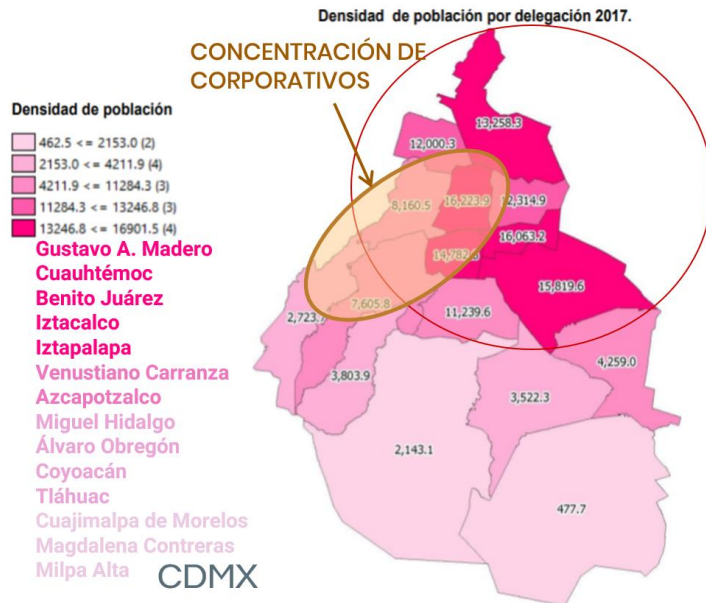 Densidad de población por delegación 2017.
CONCENTRACIÓN DE
CORPORATIVOS
Densidad de población
462.5 <= 2153.0 (2)
2153.0 <= 4211.9 (4)
4211.9 <= 11284.3 (3)
11284.3 <= 13246.8 (3)
13246.8 <= 16901.5 (4)
Gustavo A. Madero
Cuauhtémoc
Benito Juárez
Iztacalco
Iztapalapa
Venustiano Carranza
Azcapotzalco
Miguel Hidalgo
Álvaro Obregón
Coyoacán
Tláhuac
Cuajimalpa de Morelos
Magdalena Contreras
Milpa Alta
CDMX
13,258.3
12,000.3
8,160.5
16,223.9
12,314.9
16,063.2
14,782.8
15,819.6
7,605.8
2,723.7
11,239.6
4,259.0
3,803.9
3,522.3
2,143.1
477.7